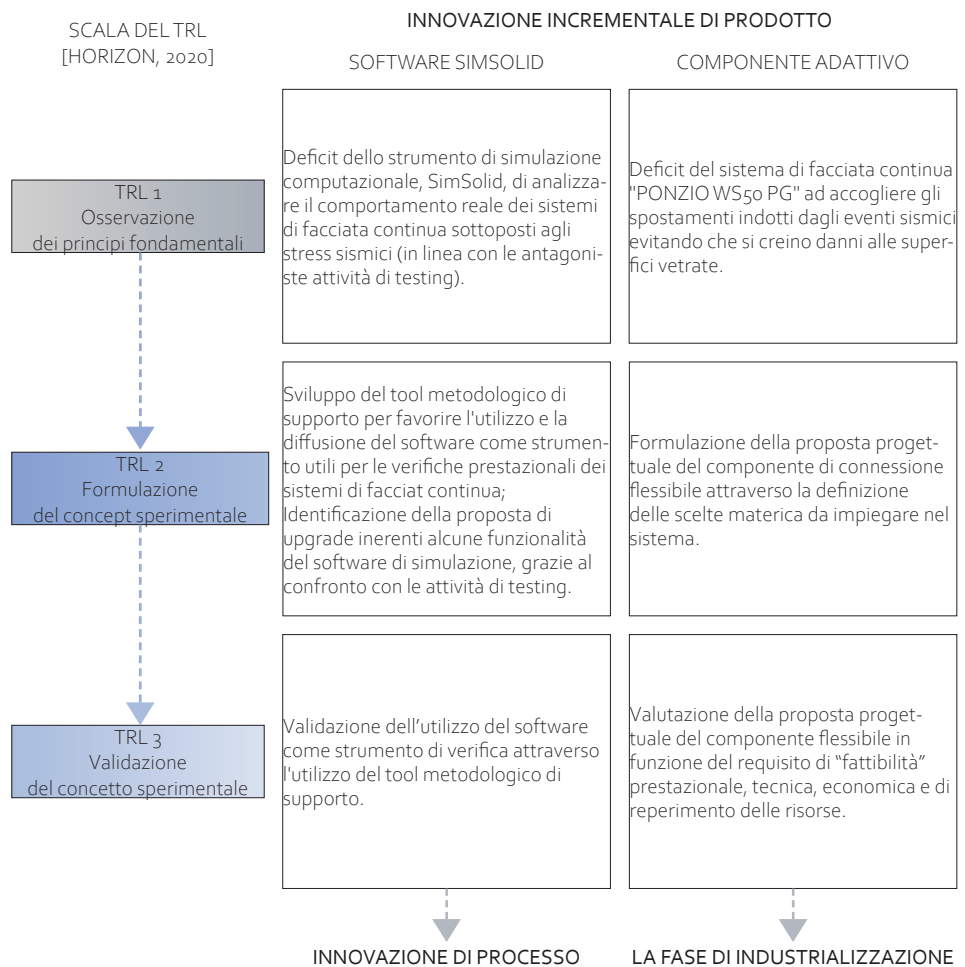 SCALA DEL TRL
[HORIZON, 2020]
INNOVAZIONE INCREMENTALE DI PRODOTTO
SOFTWARE SIMSOLID
COMPONENTE ADATTIVO
TRL 1
Osservazione
dei principi fondamentali
Deficit dello strumento di simulazione
computazionale, SimSolid, di analizza-
re il comportamento reale dei sistemi
di facciata continua sottoposti agli
stress sismici (in linea con le antagoni-
ste attività di testing).
Deficit del sistema di facciata continua
"PONZIO WS50 PG" ad accogliere gli
spostamenti indotti dagli eventi sismici
evitando che si creino danni alle super-
fici vetrate.
TRL 2
Formulazione
del concept sperimentale
Sviluppo del tool metodologico di
supporto per favorire l'utilizzo e la
diffusione del software come strumen-
to utili per le verifiche prestazionali dei
sistemi di facciat continua;
Identificazione della proposta di
upgrade inerenti alcune funzionalità
del software di simulazione, grazie al
confronto con le attività di testing.
Formulazione della proposta proget-
tuale del componente di connessione
flessibile attraverso la definizione
delle scelte materica da impiegare nel
sistema.
TRL 3
Validazione
del concetto sperimentale
Validazione dell’utilizzo del software
come strumento di verifica attraverso
l'utilizzo del tool metodologico di
supporto.
Valutazione della proposta proget-
tuale del componente flessibile in
funzione del requisito di “fattibilità”
prestazionale, tecnica, economica e di
reperimento delle risorse.
INNOVAZIONE DI PROCESSO
LA FASE DI INDUSTRIALIZZAZIONE